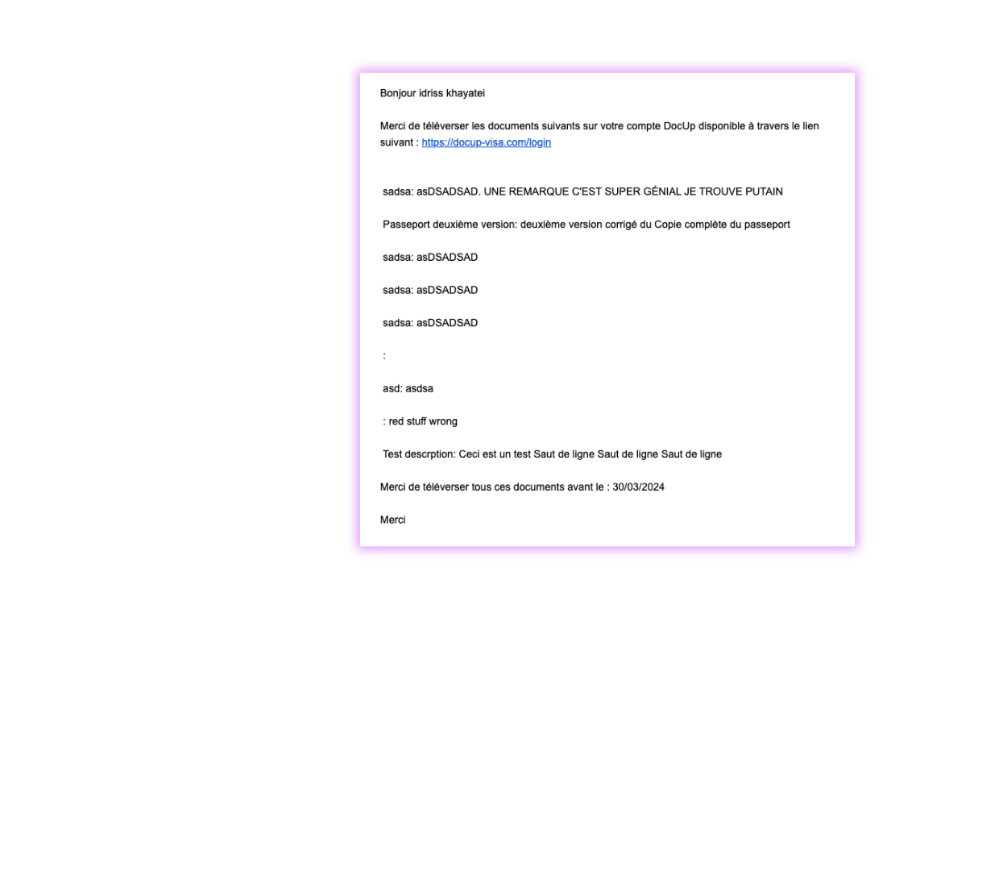 Bonjour idriss khayatei
Merci de téléverser les documents suivants sur votre compte DocUp disponible à travers le lien
suivant : https://docup-visa.com/login
sadsa: asDSADSAD. UNE REMARQUE C'EST SUPER GÉNIAL JE TROUVE PUTAIN
Passeport deuxième version: deuxième version corrigé du Copie complète du passeport
sadsa: asDSADSAD
sadsa: asDSADSAD
sadsa: asDSADSAD
:
asd: asdsa
: red stuff wrong
Test descrption: Ceci est un test Saut de ligne Saut de ligne Saut de ligne
Merci de téléverser tous ces documents avant le : 30/03/2024
Merci